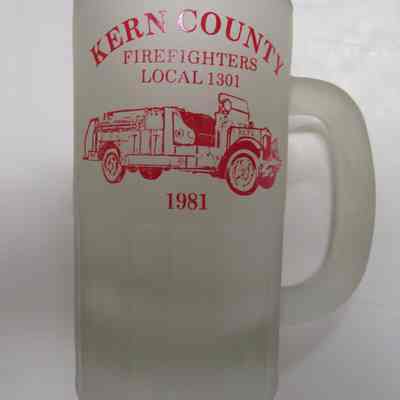 KERN COUNTY
FIREFIGHTERS
LOCAL 1301
1981